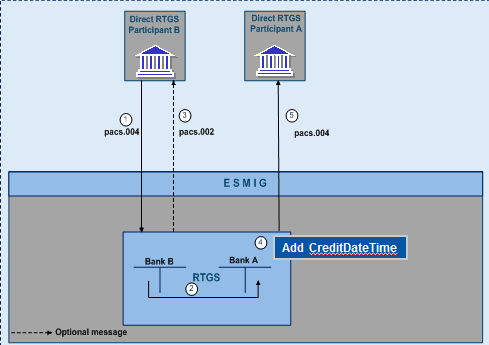 Direct RTGS
Participant B
Direct RTGS
Participant A
1
pacs.004
3
pacs.002
5
pacs.004
E S M I G
4
Add CreditDateTime
Bank B
Bank A
RTGS
2
Optional message